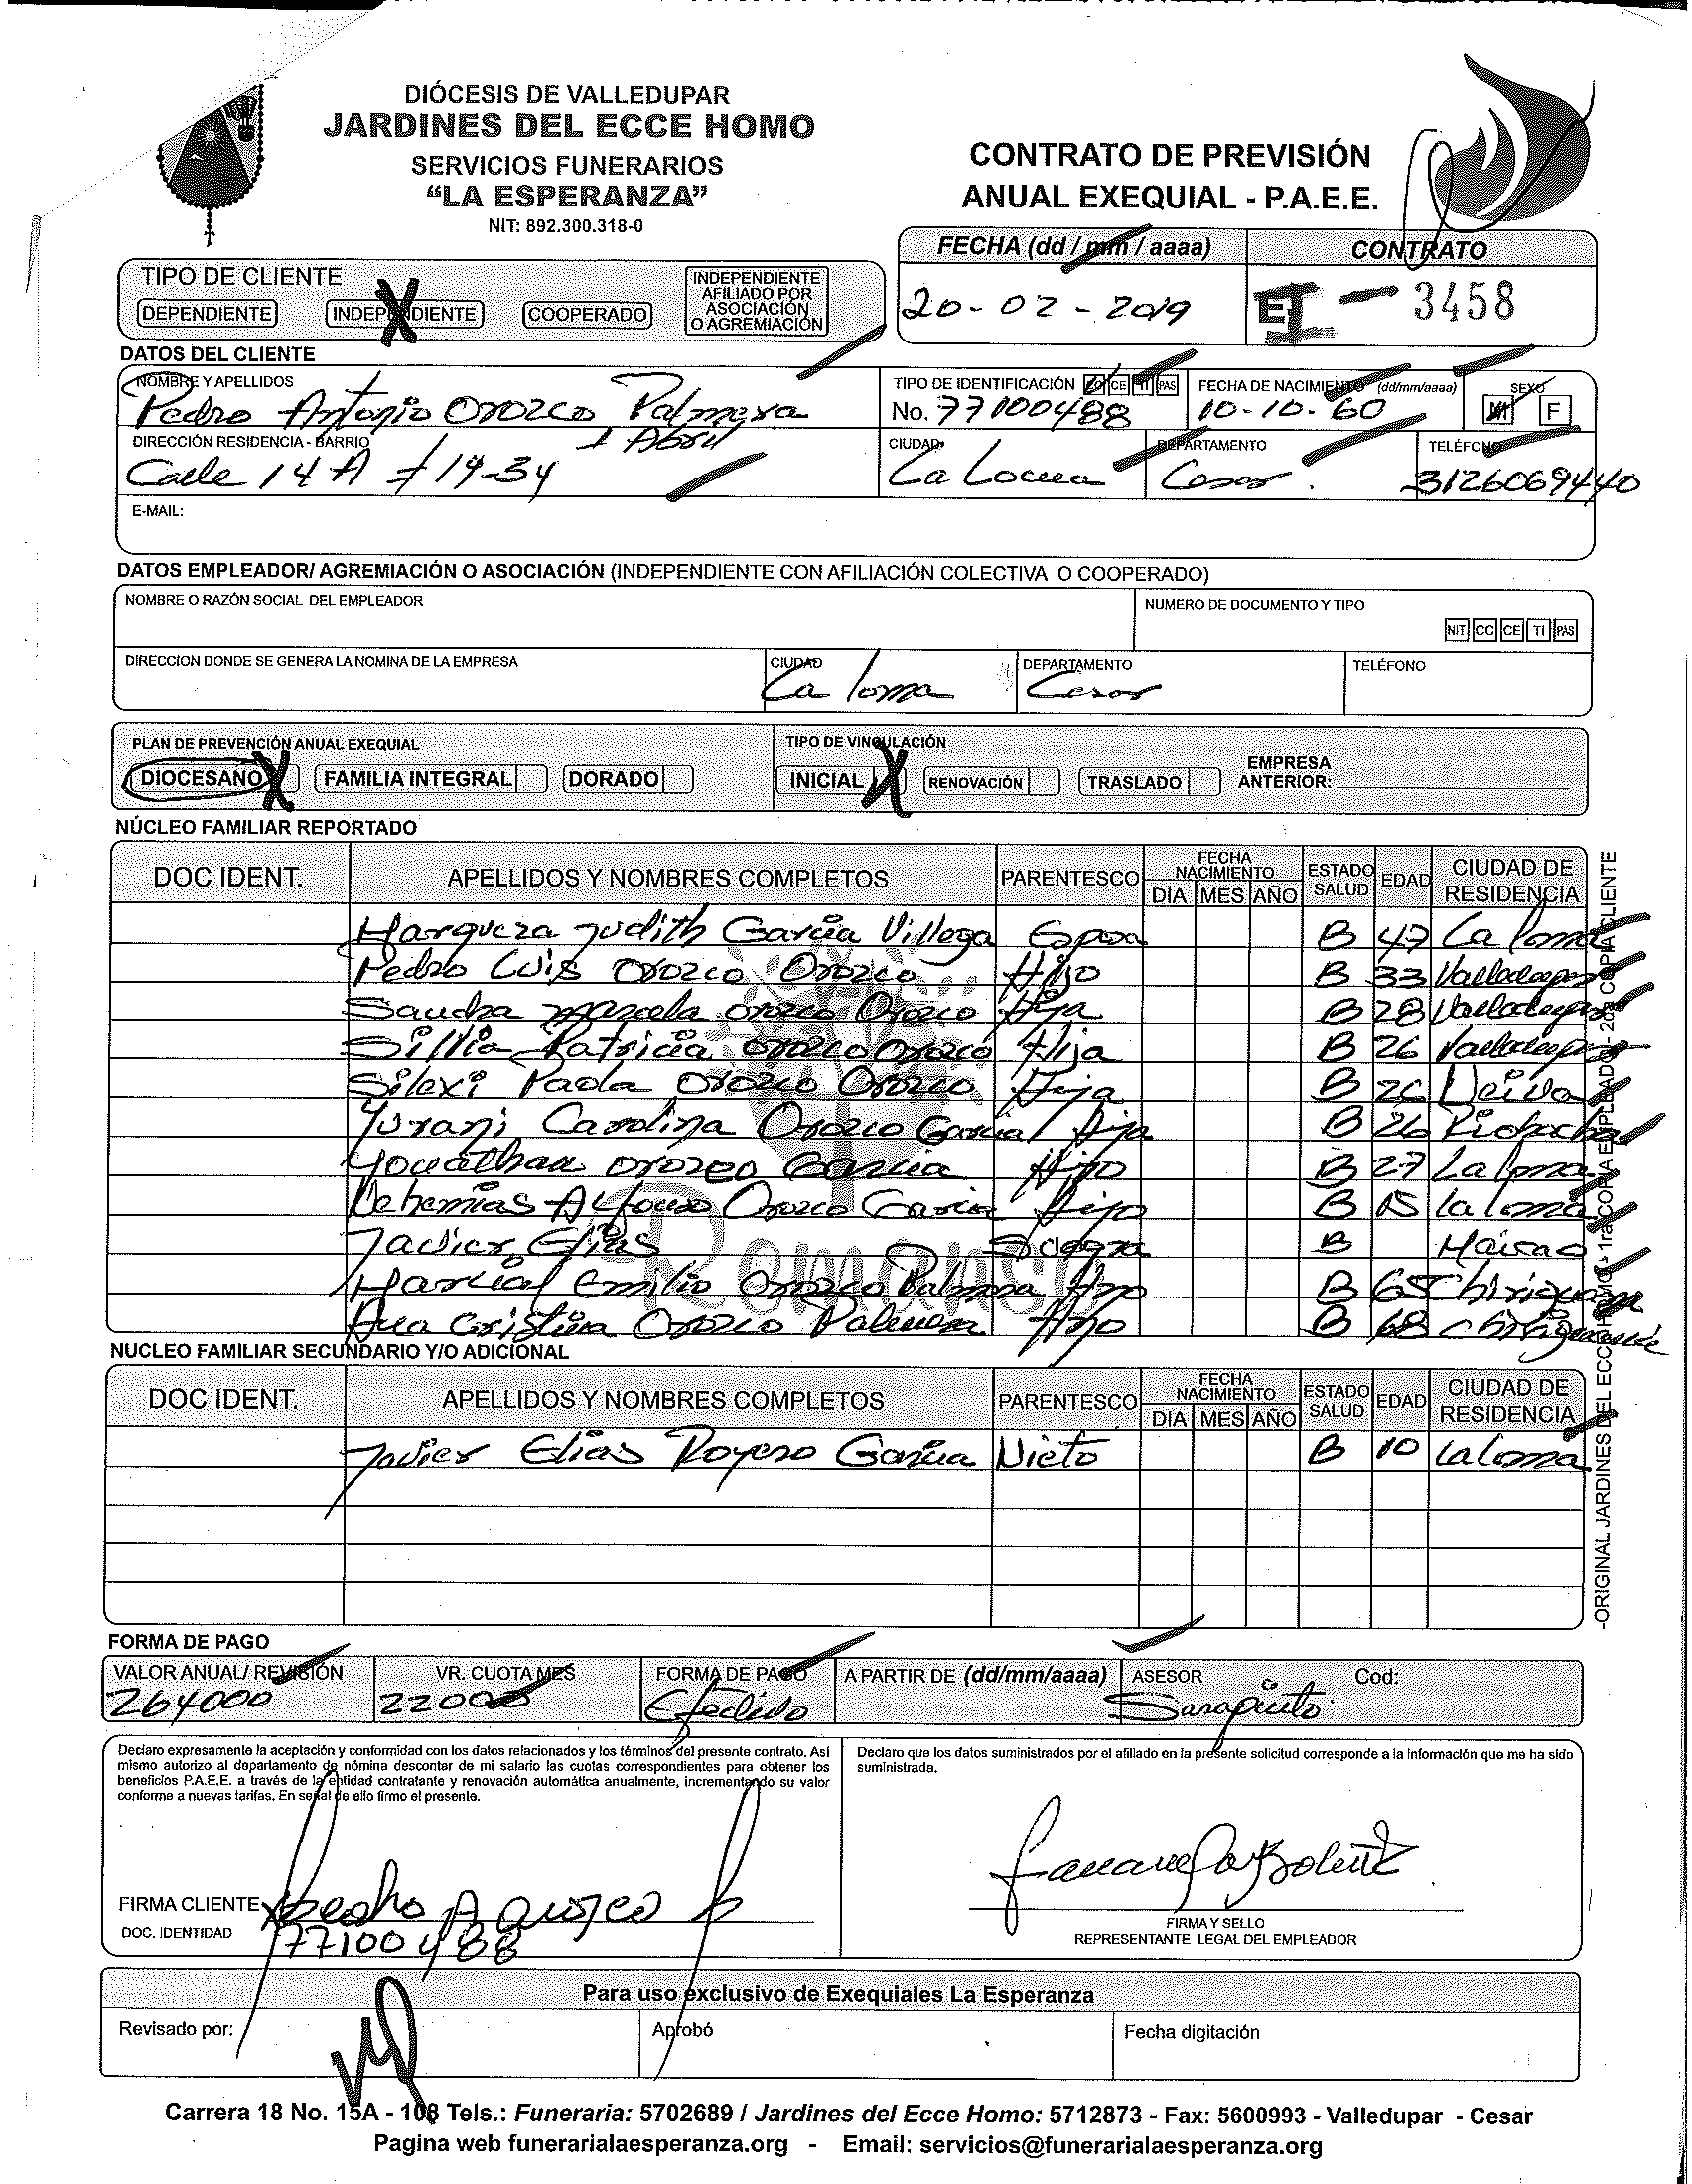 DIÓCESIS DE VALLEDUPAR
JARDINES DEL ECCE HOMO
SERVICIOS FUNERARIOS
"LA ESPERANZA"
NIT: 892.300.318-0
CONTRATO DE PREVISIÓN
ANUAL EXEQUIAL - P.A.E.E.
FECHA (dd / mm / aaaa) CONTRATO
20-02-2019 3458
TIPO DE CLIENTE
DEPENDIENTE INDEPENDIENTE COOPERADO INDEPENDIENTE AFILIADO POR ASOCIACIÓN O AGREMIACIÓN
DATOS DEL CLIENTE
NOMBRE Y APELLIDOS TIPO DE IDENTIFICACIÓN CC CE TI PAS FECHA DE NACIMIENTO (dd/mm/aaaa) SEXO
Pedro Antonio Orozco Palmera No. 77100488 10-10-60 M F
DIRECCIÓN RESIDENCIA - BARRIO 1 Abril CIUDAD DEPARTAMENTO TELÉFONO
Calle 14 A # 19-34 La Loma Cesar. 3126069440
E-MAIL:
DATOS EMPLEADOR/ AGREMIACIÓN O ASOCIACIÓN (INDEPENDIENTE CON AFILIACIÓN COLECTIVA O COOPERADO)
NOMBRE O RAZÓN SOCIAL DEL EMPLEADOR NUMERO DE DOCUMENTO Y TIPO
NIT CC CE TI PAS
DIRECCION DONDE SE GENERA LA NOMINA DE LA EMPRESA CIUDAD DEPARTAMENTO TELÉFONO
La loma Cesar
PLAN DE PREVENCIÓN ANUAL EXEQUIAL TIPO DE VINCULACIÓN
DIOCESANO X FAMILIA INTEGRAL DORADO INICIAL X RENOVACIÓN TRASLADO EMPRESA ANTERIOR:
NÚCLEO FAMILIAR REPORTADO
DOC IDENT. APELLIDOS Y NOMBRES COMPLETOS PARENTESCO FECHA NACIMIENTO DIA MES AÑO ESTADO SALUD EDAD CIUDAD DE RESIDENCIA
Judith Garcia Villega Esposa B 47 La loma
Pedro Luis Orozco Orozco Hijo B 33 Valledupar
Sandra Marcela Orozco Orozco Hija B 28 Valledupar
Sillia Patricia Orozco Orozco Hija B 26 Valledupar
Silexi Paola Orozco Orozco Hija B 26
Yurani Carolina Orozco Garcia Hija B 26 Riohacha
Yonathan Orozco Garcia Hijo B 27 La loma
Nehemias Alfonso Orozco Garcia Hijo B 15 la loma
Javier Elias B Maicao
Marcial Emilio Orozco Palmera Hno B 65 Chiriguana
Ana Cristina Orozco Palmera Hno B 68 Chiriguana
Remanso
NUCLEO FAMILIAR SECUNDARIO Y/O ADICIONAL
DOC IDENT. APELLIDOS Y NOMBRES COMPLETOS PARENTESCO FECHA NACIMIENTO DIA MES AÑO ESTADO SALUD EDAD CIUDAD DE RESIDENCIA
Javier Elias Royero Garcia Nieto B 10 La Loma
-ORIGINAL JARDINES DEL ECCE HOMO - 1ra COPIA EMPLEADO - 2da COPIA CLIENTE
FORMA DE PAGO
VALOR ANUAL/ REVISIÓN VR. CUOTA MES FORMA DE PAGO A PARTIR DE (dd/mm/aaaa) ASESOR Cod:
264000 22000 Efectivo
Declaro expresamente la aceptación y conformidad con los datos relacionados y los términos del presente contrato. Así
mismo autorizo al departamento de nómina descontar de mi salario las cuotas correspondientes para obtener los
beneficios P.A.E.E. a través de la entidad contratante y renovación automática anualmente, incrementando su valor
conforme a nuevas tarifas. En señal de ello firmo el presente.
Declaro que los datos suministrados por el afiliado en la presente solicitud corresponde a la información que me ha sido
suministrada.
FIRMA CLIENTE Pedro A Orozco P
DOC. IDENTIDAD 77100488
FIRMA Y SELLO
REPRESENTANTE LEGAL DEL EMPLEADOR
Para uso exclusivo de Exequiales La Esperanza
Revisado por: Aprobó Fecha digitación
Carrera 18 No. 15A - 108 Tels.: Funeraria: 5702689 / Jardines del Ecce Homo: 5712873 - Fax: 5600993 - Valledupar - Cesar
Pagina web funerarialaesperanza.org - Email: servicios@funerarialaesperanza.org